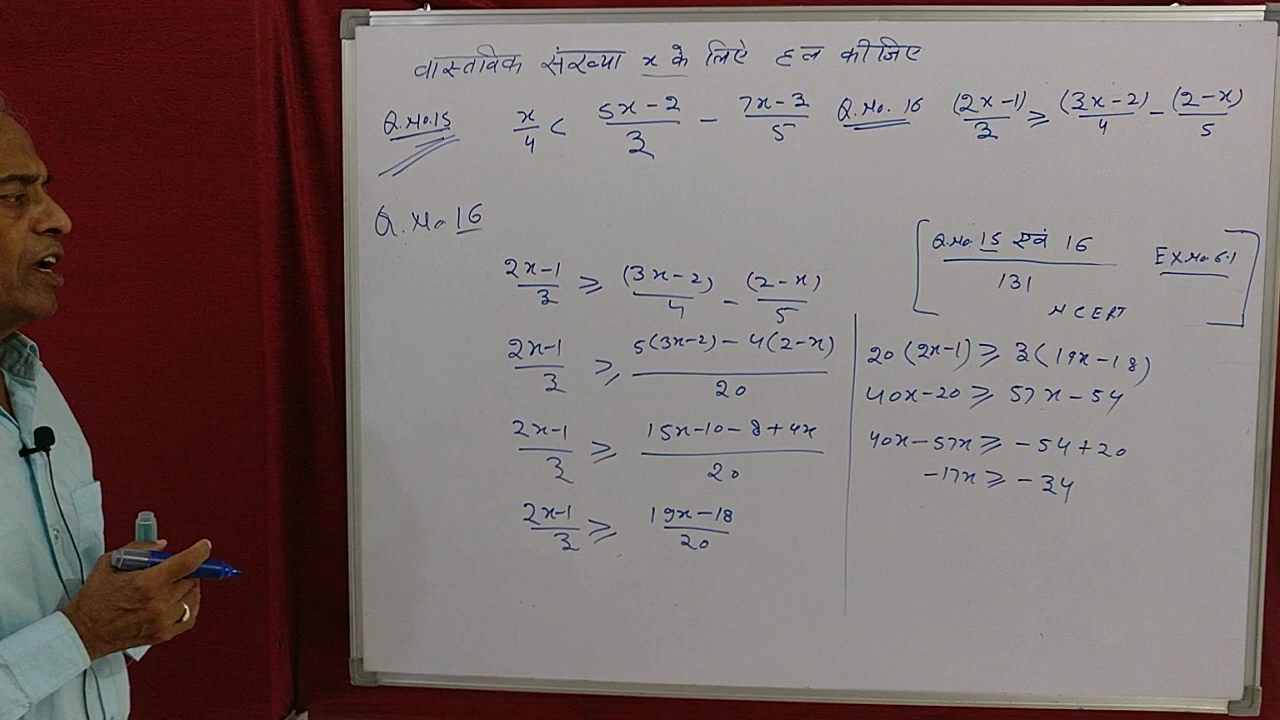 वास्तविक संख्या x के लिऐ हल कीजिए
Q.No.15 x/4 < (5x-2)/3 - (7x-3)/5 Q.No. 16 (2x-1)/3 ≥ (3x-2)/4 - (2-x)/5
Q.No 16
Q.No. 15 एवं 16 / 131 Ex No 6.1
NCERT
(2x-1)/3 ≥ (3x-2)/4 - (2-x)/5
(2x-1)/3 ≥ (5(3x-2) - 4(2-x))/20
(2x-1)/3 ≥ (15x-10-8+4x)/20
(2x-1)/3 ≥ (19x-18)/20
20(2x-1) ≥ 3(19x-18)
40x-20 ≥ 57x-54
40x-57x ≥ -54+20
-17x ≥ -34